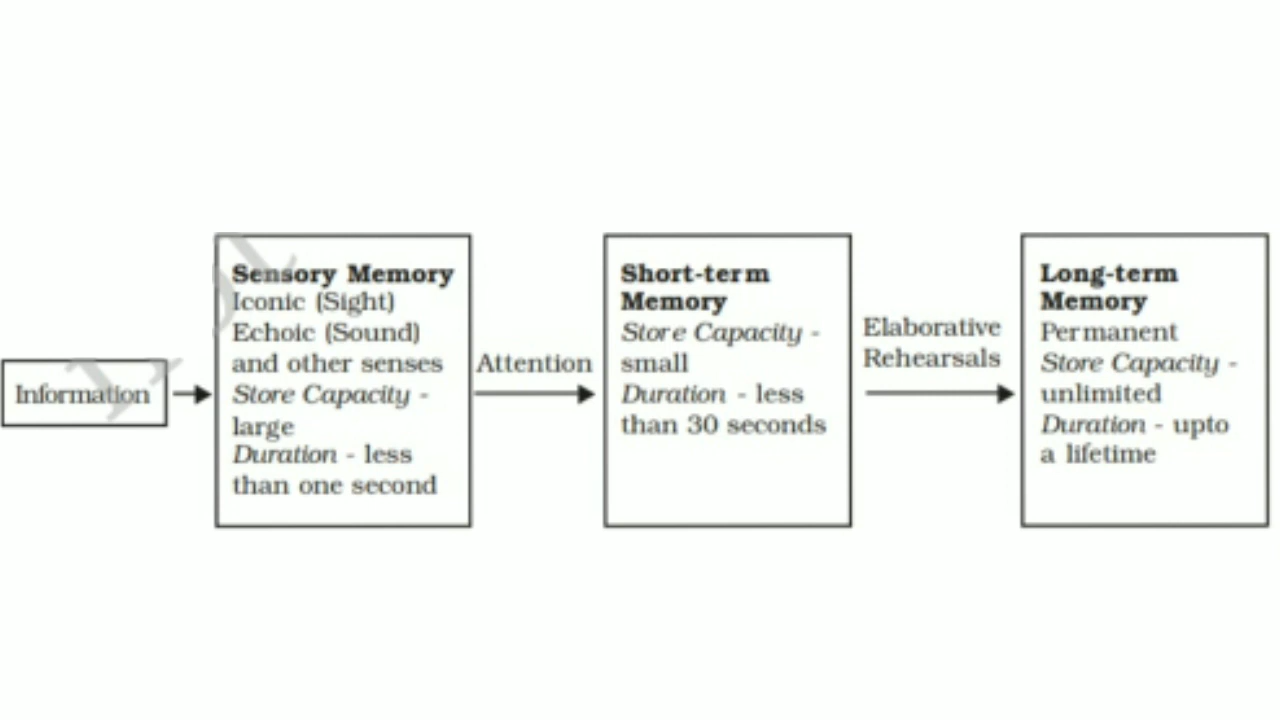 Information
Sensory Memory
Iconic (Sight)
Echoic (Sound)
and other senses
Store Capacity -
large
Duration - less
than one second
Attention
Short-term
Memory
Store Capacity -
small
Duration - less
than 30 seconds
Elaborative
Rehearsals
Long-term
Memory
Permanent
Store Capacity -
unlimited
Duration - upto
a lifetime